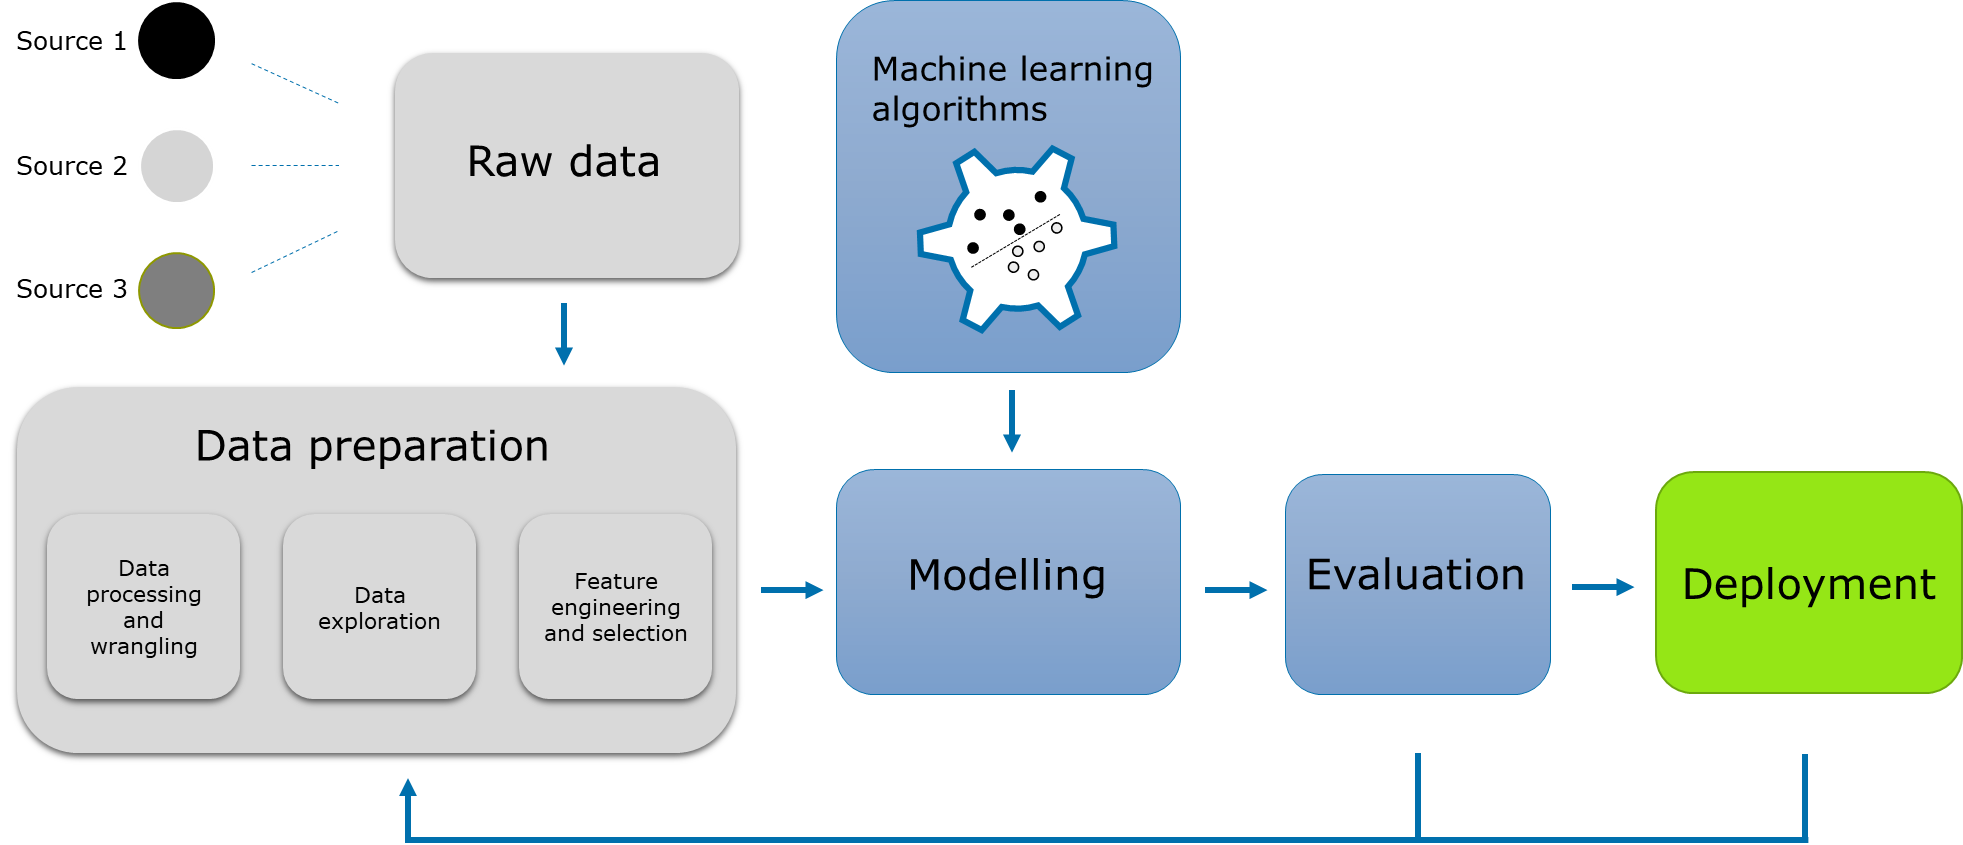 Source 1
Source 2
Source 3
Raw data
Machine learning
algorithms
Data preparation
Data
processing
and
wrangling
Data
exploration
Feature
engineering
and selection
Modelling
Evaluation
Deployment